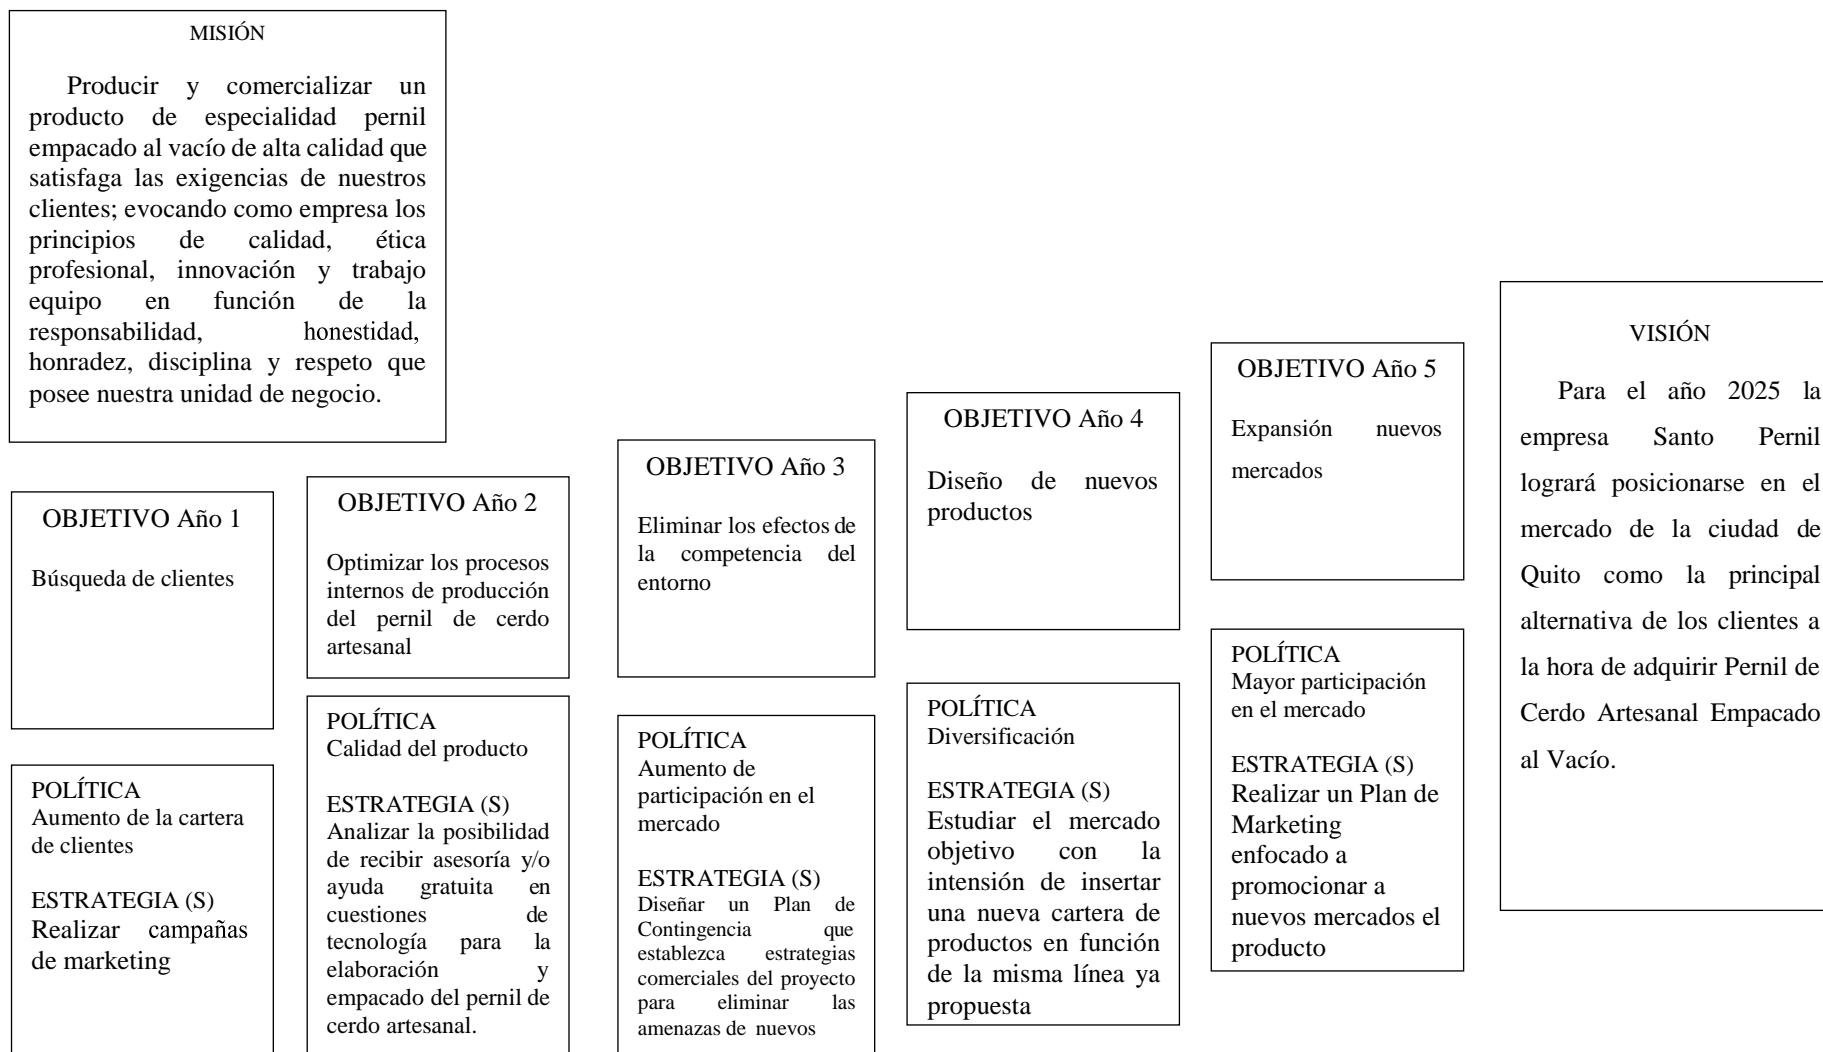 MISIÓN
Producir y comercializar un
producto de especialidad pernil
empacado al vacío de alta calidad que
satisfaga las exigencias de nuestros
clientes; evocando como empresa los
principios de calidad, ética
profesional, innovación y trabajo
equipo en función de la
responsabilidad, honestidad,
honradez, disciplina y respeto que
posee nuestra unidad de negocio.
OBJETIVO Año 1
Búsqueda de clientes
POLÍTICA
Aumento de la cartera
de clientes
ESTRATEGIA (S)
Realizar campañas
de marketing
OBJETIVO Año 2
Optimizar los procesos
internos de producción
del pernil de cerdo
artesanal
POLÍTICA
Calidad del producto
ESTRATEGIA (S)
Analizar la posibilidad
de recibir asesoría y/o
ayuda gratuita en
cuestiones de
tecnología para la
elaboración y
empacado del pernil de
cerdo artesanal.
OBJETIVO Año 3
Eliminar los efectos de
la competencia del
entorno
POLÍTICA
Aumento de
participación en el
mercado
ESTRATEGIA (S)
Diseñar un Plan de
Contingencia que
establezca estrategias
comerciales del proyecto
para eliminar las
amenazas de nuevos
OBJETIVO Año 4
Diseño de nuevos
productos
POLÍTICA
Diversificación
ESTRATEGIA (S)
Estudiar el mercado
objetivo con la
intensión de insertar
una nueva cartera de
productos en función
de la misma línea ya
propuesta
OBJETIVO Año 5
Expansión nuevos
mercados
POLÍTICA
Mayor participación
en el mercado
ESTRATEGIA (S)
Realizar un Plan de
Marketing
enfocado a
promocionar a
nuevos mercados el
producto
VISIÓN
Para el año 2025 la
empresa Santo Pernil
logrará posicionarse en el
mercado de la ciudad de
Quito como la principal
alternativa de los clientes a
la hora de adquirir Pernil de
Cerdo Artesanal Empacado
al Vacío.